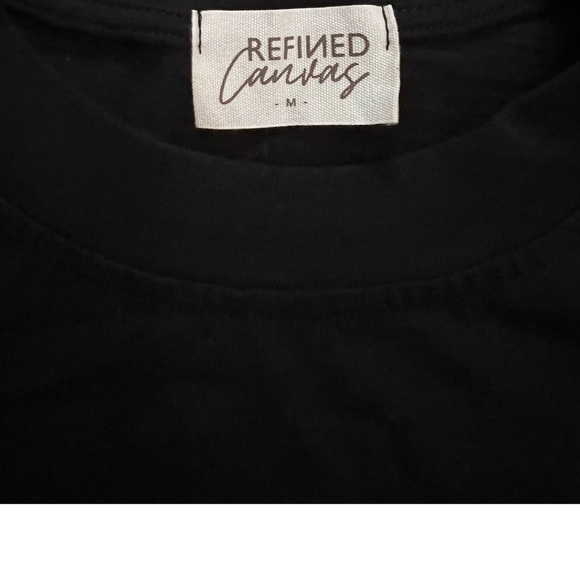 REFINED
Canvas
- M -